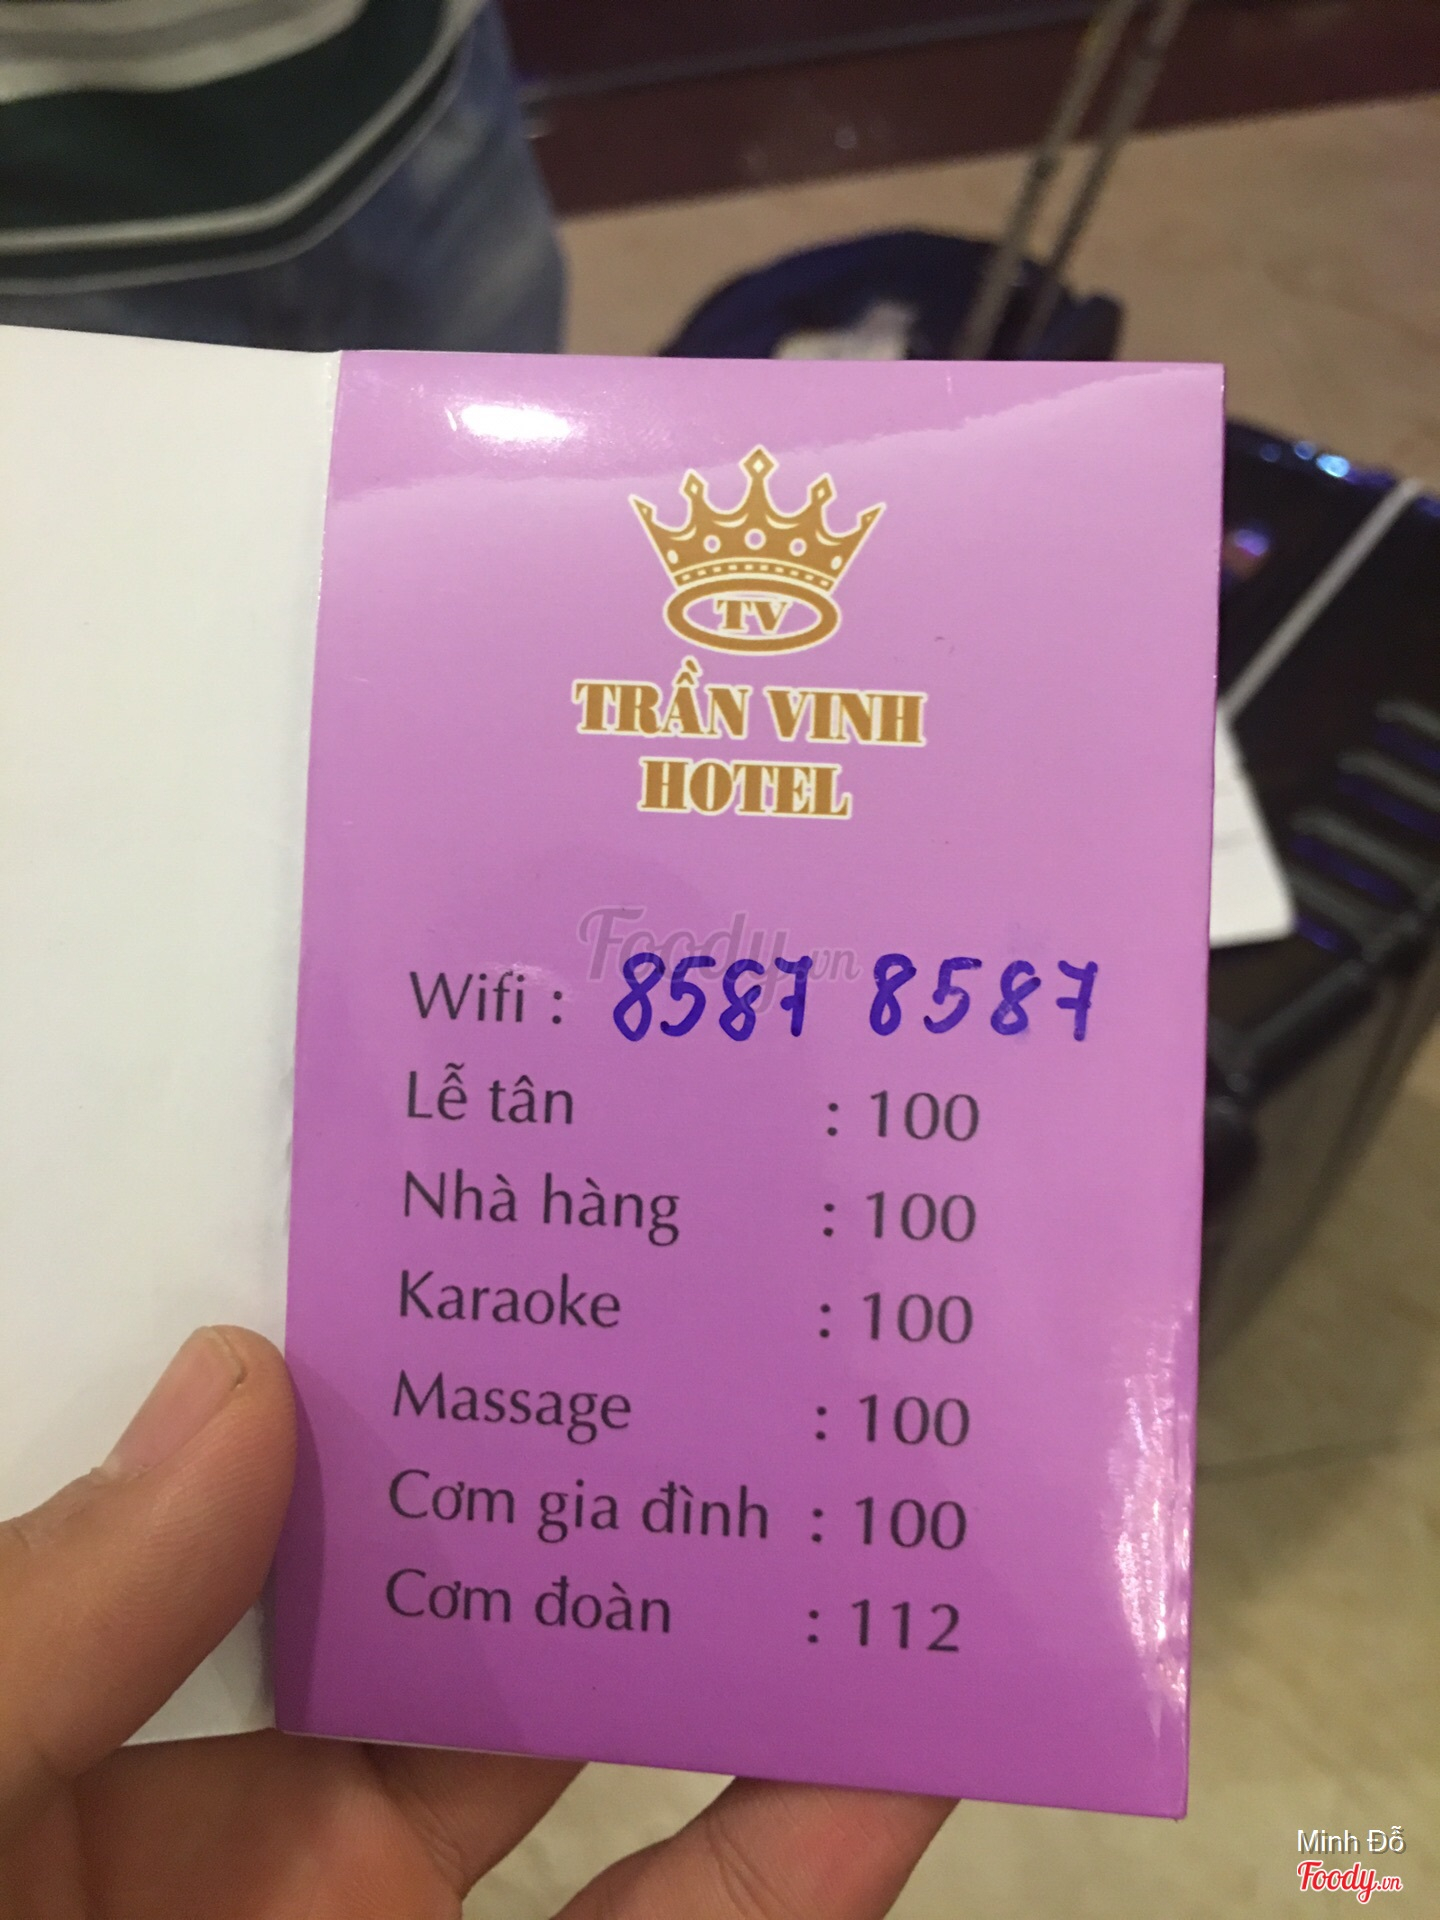 TV
TRẦN VINH
HOTEL
Foody.vn
Wifi : 8587 8587
Lễ tân : 100
Nhà hàng : 100
Karaoke : 100
Massage : 100
Cơm gia đình : 100
Cơm đoàn : 112
Minh Đỗ
Foody.vn